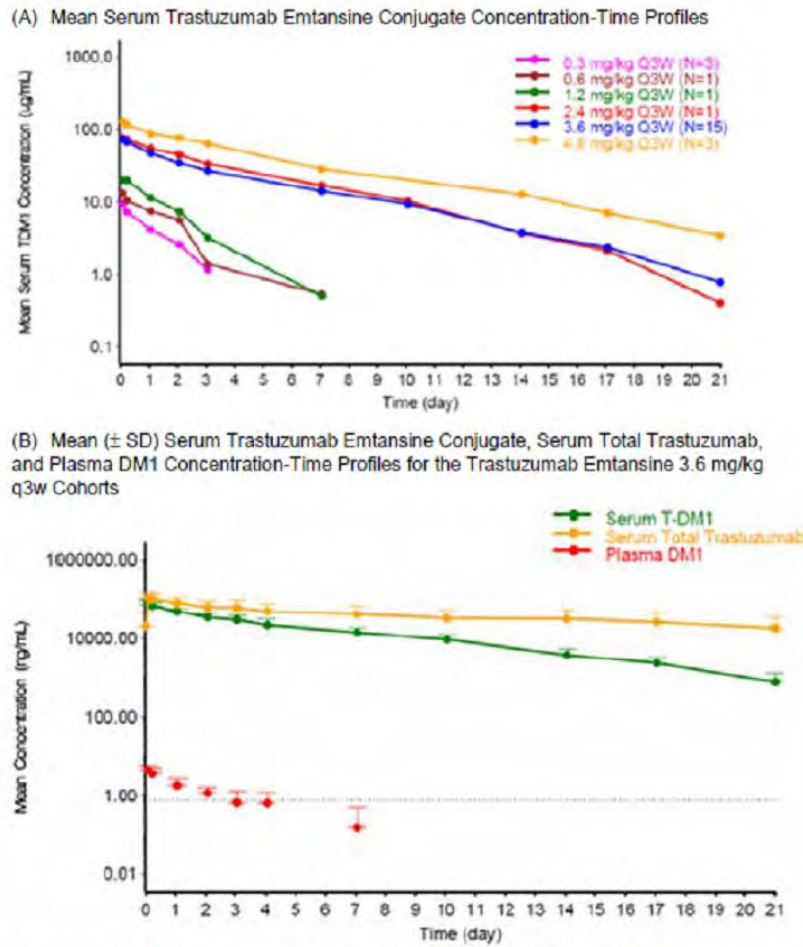 (A) Mean Serum Trastuzumab Emtansine Conjugate Concentration-Time Profiles
Mean Serum TDM1 Concentration (ug/mL)
1000.0
100.0
10.0
1.0
0.1
0.3 mg/kg Q3W (N=3)
0.6 mg/kg Q3W (N=1)
1.2 mg/kg Q3W (N=1)
2.4 mg/kg Q3W (N=1)
3.6 mg/kg Q3W (N=15)
4.8 mg/kg Q3W (N=3)
0 1 2 3 4 5 6 7 8 9 10 11 12 13 14 15 16 17 18 19 20 21
Time (day)
(B) Mean (± SD) Serum Trastuzumab Emtansine Conjugate, Serum Total Trastuzumab,
and Plasma DM1 Concentration-Time Profiles for the Trastuzumab Emtansine 3.6 mg/kg
q3w Cohorts
Serum T-DM1
Serum Total Trastuzumab
Plasma DM1
Mean Concentration (ng/mL)
1000000.00
10000.00
100.00
1.00
0.01
0 1 2 3 4 5 6 7 8 9 10 11 12 13 14 15 16 17 18 19 20 21
Time (day)